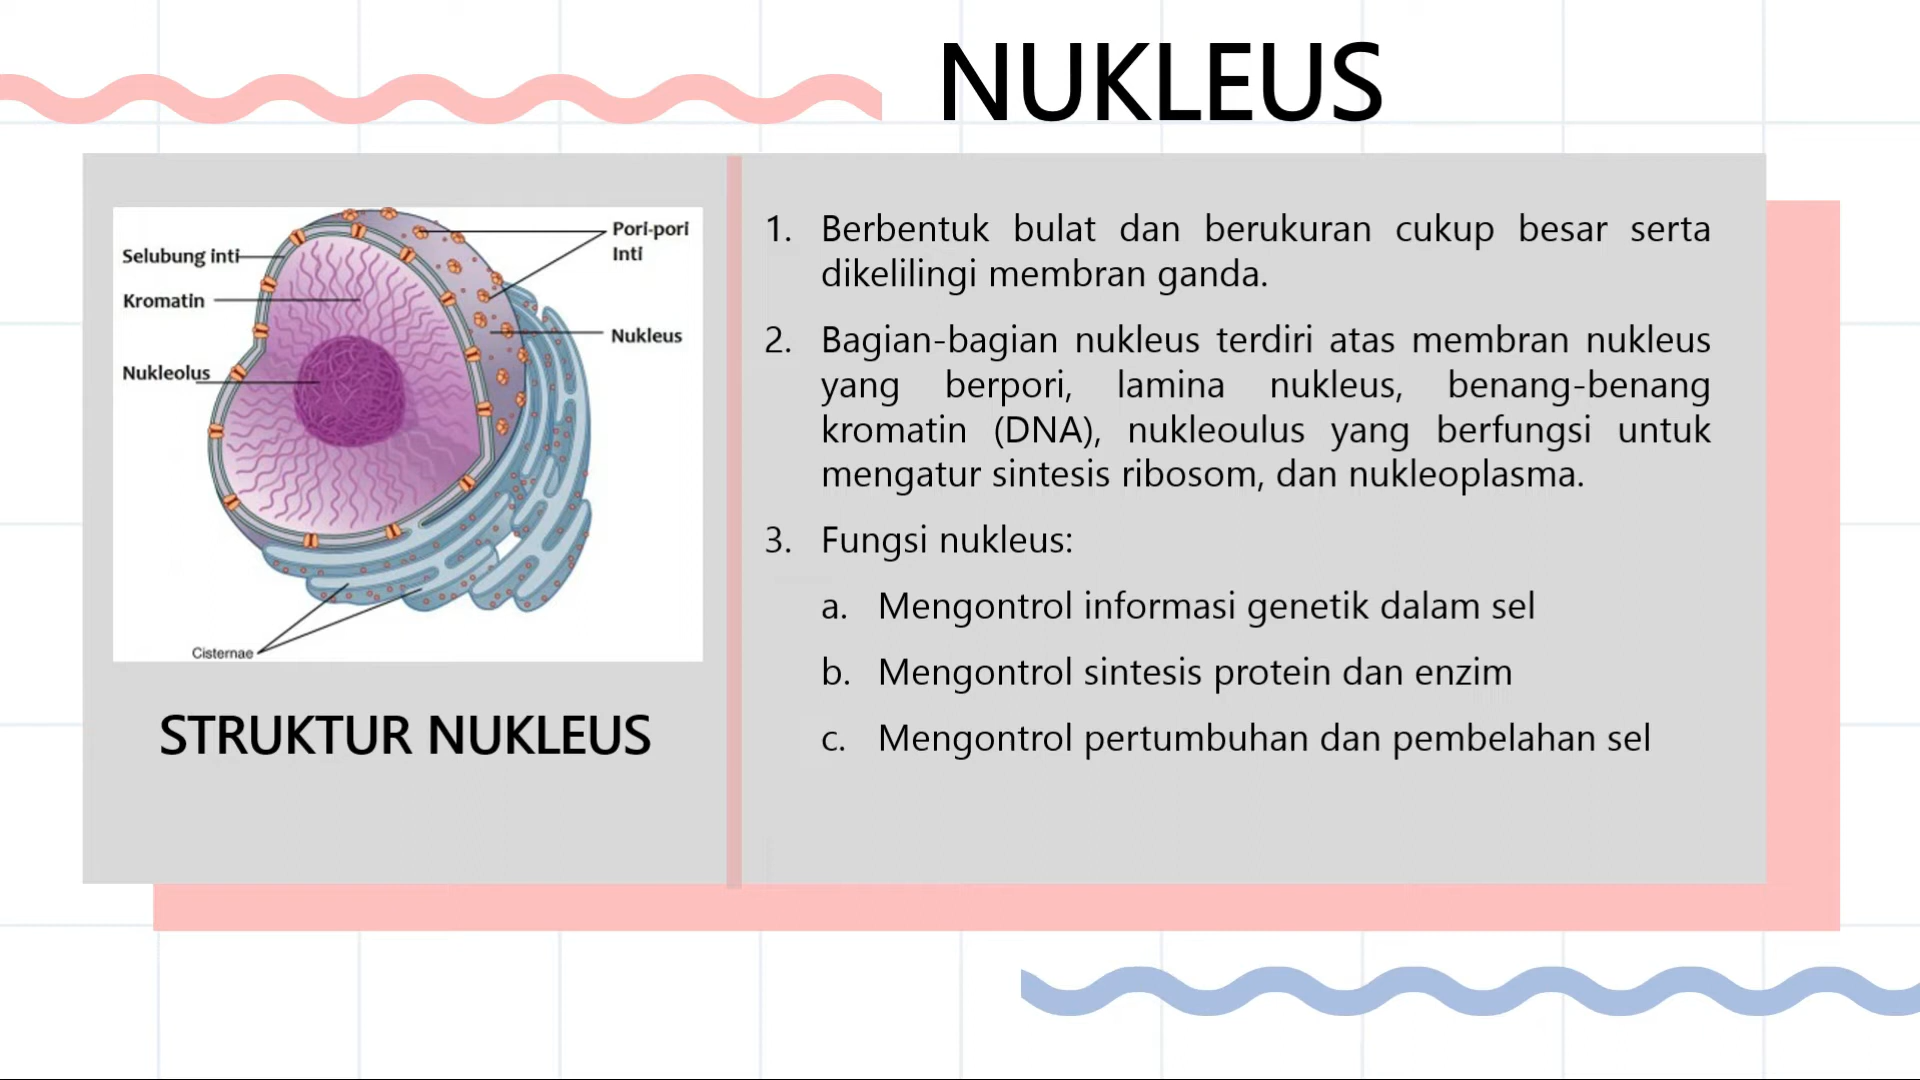 NUKLEUS
Selubung inti
Kromatin
Nukleolus
Pori-pori
Inti
Nukleus
Cisternae
STRUKTUR NUKLEUS
1. Berbentuk bulat dan berukuran cukup besar serta
dikelilingi membran ganda.
2. Bagian-bagian nukleus terdiri atas membran nukleus
yang berpori, lamina nukleus, benang-benang
kromatin (DNA), nukleoulus yang berfungsi untuk
mengatur sintesis ribosom, dan nukleoplasma.
3. Fungsi nukleus:
a. Mengontrol informasi genetik dalam sel
b. Mengontrol sintesis protein dan enzim
c. Mengontrol pertumbuhan dan pembelahan sel